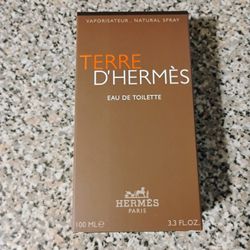 VAPORISATEUR . NATURAL SPRAY
TERRE
D'HERMÈS
EAU DE TOILETTE
HERMÈS
PARIS
100 ML ℮ 3.3 FL.OZ.